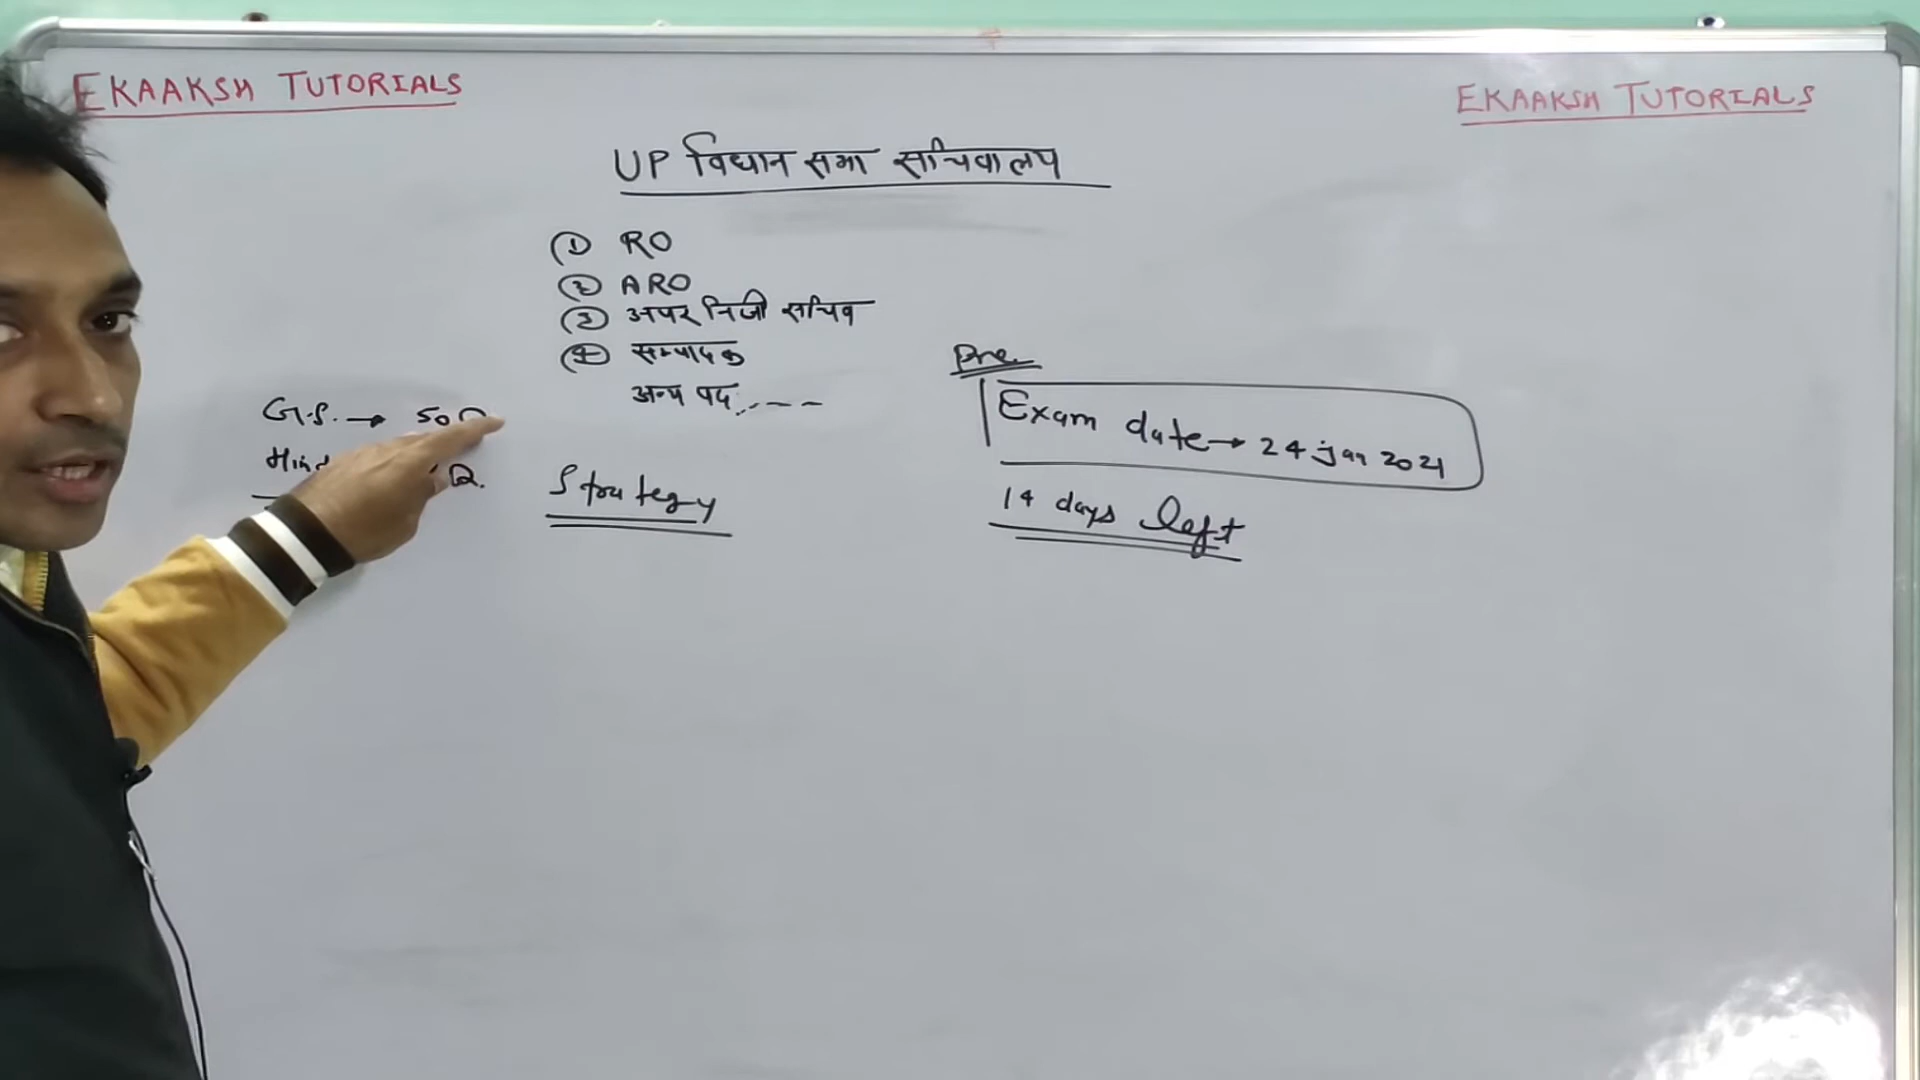 EKAAKSH TUTORIALS
EKAAKSH TUTORIALS
UP विधान सभा सचिवालय
① RO
② ARO
③ अपर निजी सचिव
④ सम्पादक
अन्य पद
G.S. → 50 Q
Q.
Strategy
Pre.
Exam date → 24 Jan 2021
14 days left